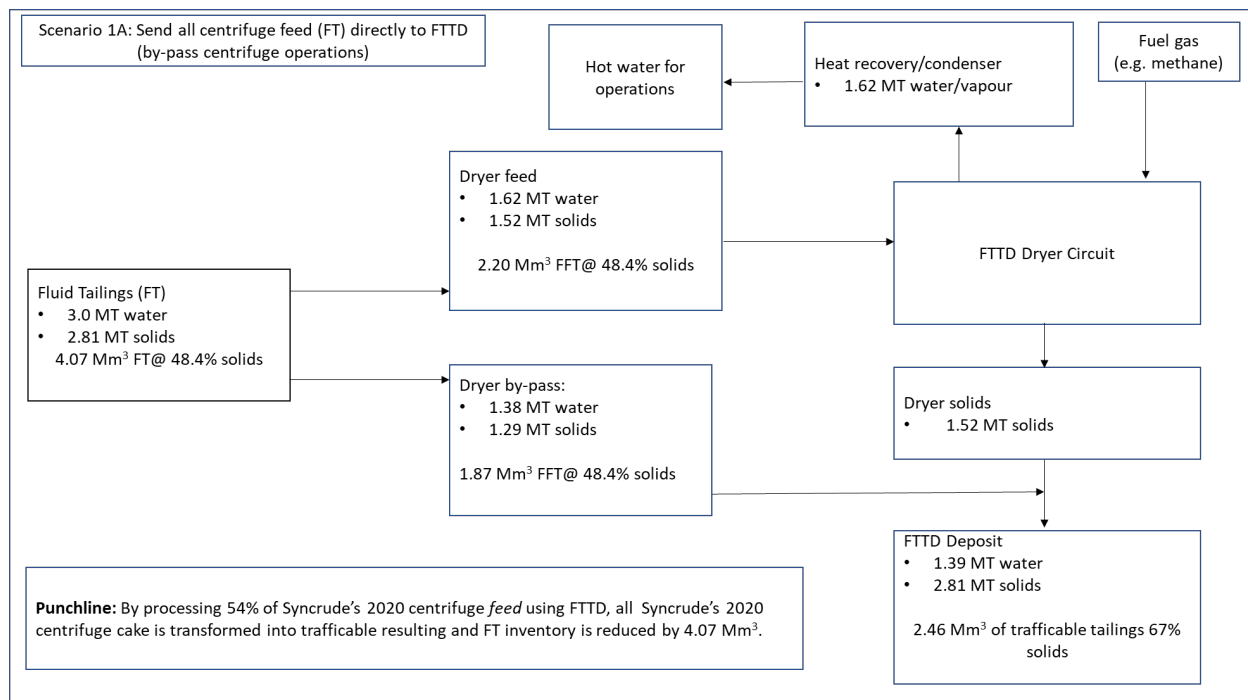 Scenario 1A: Send all centrifuge feed (FT) directly to FTTD
(by-pass centrifuge operations)
Hot water for
operations
Heat recovery/condenser
• 1.62 MT water/vapour
Fuel gas
(e.g. methane)
Dryer feed
• 1.62 MT water
• 1.52 MT solids
2.20 Mm³ FFT@ 48.4% solids
FTTD Dryer Circuit
Fluid Tailings (FT)
• 3.0 MT water
• 2.81 MT solids
4.07 Mm³ FT@ 48.4% solids
Dryer by-pass:
• 1.38 MT water
• 1.29 MT solids
1.87 Mm³ FFT@ 48.4% solids
Dryer solids
• 1.52 MT solids
FTTD Deposit
• 1.39 MT water
• 2.81 MT solids
2.46 Mm³ of trafficable tailings 67%
solids
Punchline: By processing 54% of Syncrude's 2020 centrifuge feed using FTTD, all Syncrude's 2020
centrifuge cake is transformed into trafficable resulting and FT inventory is reduced by 4.07 Mm³.